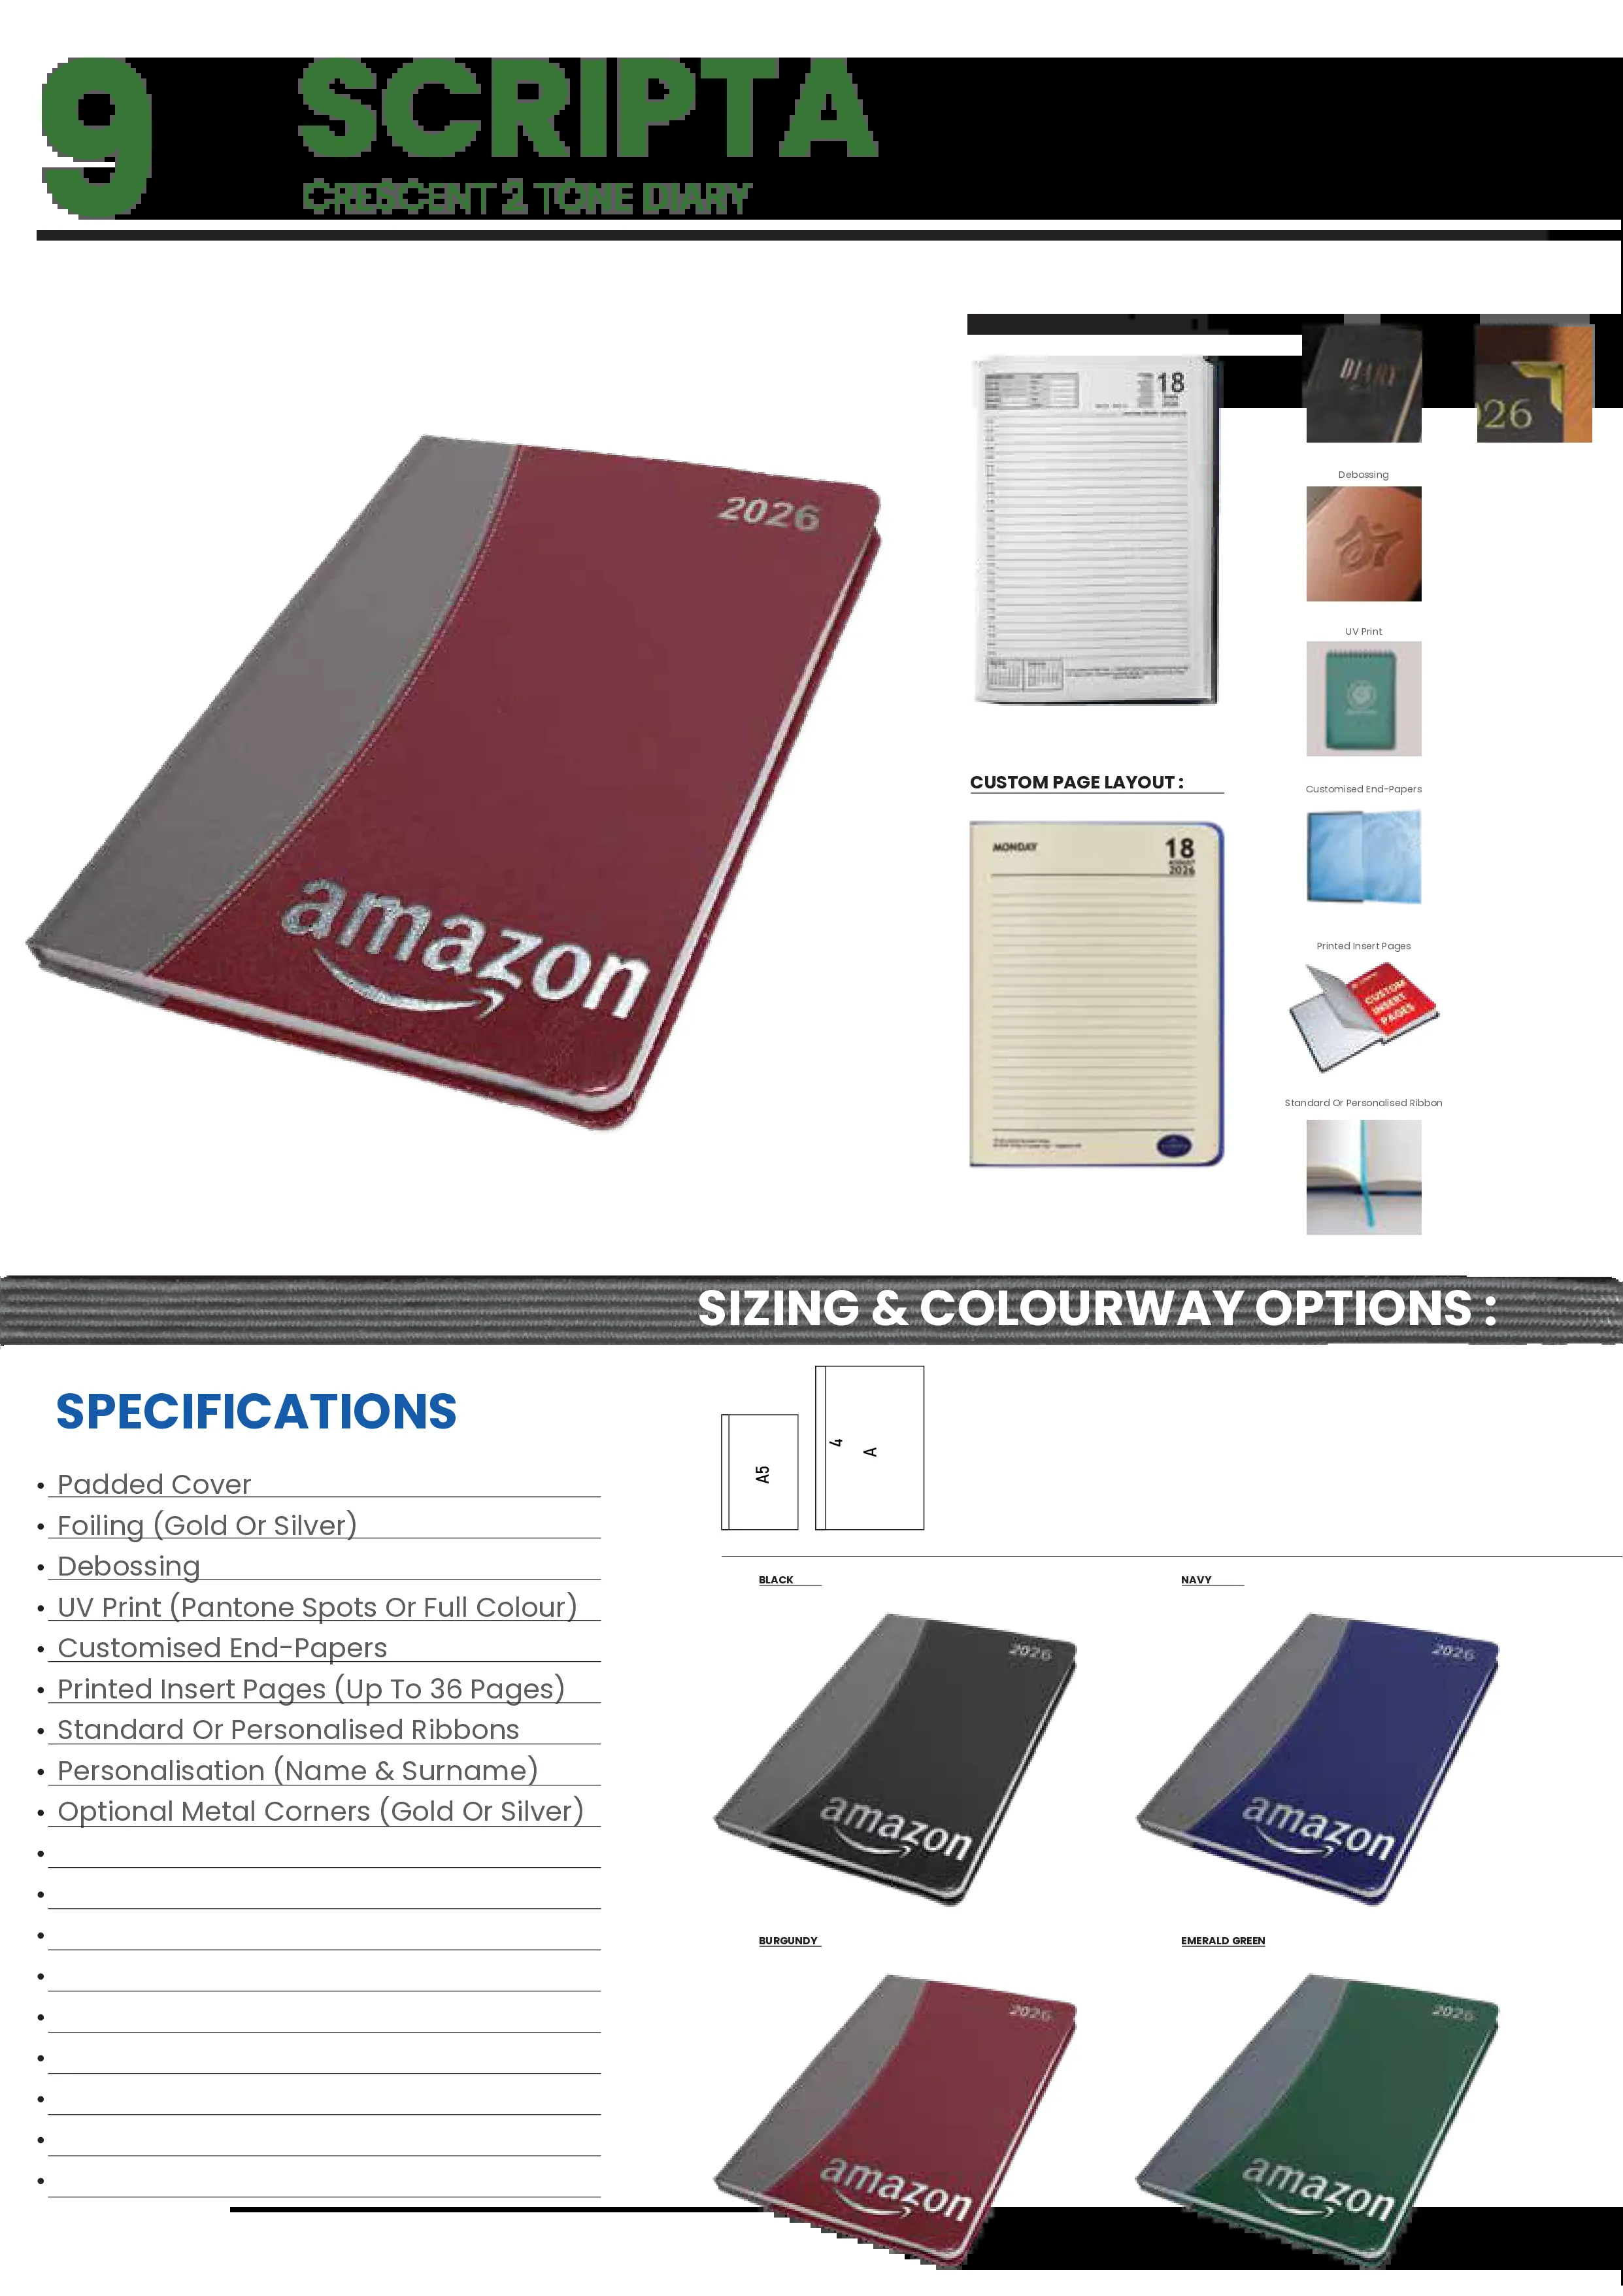 9 SCRIPTA
CRESCENT 2 TONE DIARY
2026
amazon
18
DIARY
26
Debossing
UV Print
CUSTOM PAGE LAYOUT :
MONDAY
18
AUGUST
2026
Customised End-Papers
Printed Insert Pages
CUSTOM
INSERT
PAGES
Standard Or Personalised Ribbon
SIZING & COLOURWAY OPTIONS :
SPECIFICATIONS
• Padded Cover
• Foiling (Gold Or Silver)
• Debossing
• UV Print (Pantone Spots Or Full Colour)
• Customised End-Papers
• Printed Insert Pages (Up To 36 Pages)
• Standard Or Personalised Ribbons
• Personalisation (Name & Surname)
• Optional Metal Corners (Gold Or Silver)
A5
4
A
BLACK
2026
amazon
NAVY
2026
amazon
BURGUNDY
2026
amazon
EMERALD GREEN
2026
amazon